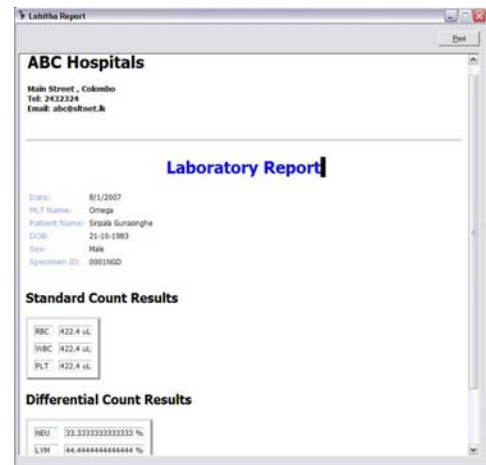 Lohitha Report
Print
ABC Hospitals
Main Street , Colombo
Tel: 2432324
Email: abc@sltnet.lk
Laboratory Report
Date: 8/1/2007
MLT Name: Omega
Patient Name: Sirpala Gunasinghe
DOB: 21-10-1983
Sex: Male
Specimen ID: 0001NGD
Standard Count Results
RBC 422.4 uL
WBC 422.4 uL
PLT 422.4 uL
Differential Count Results
NEU 33.3333333333333 %
LYM 44.4444444444444 %